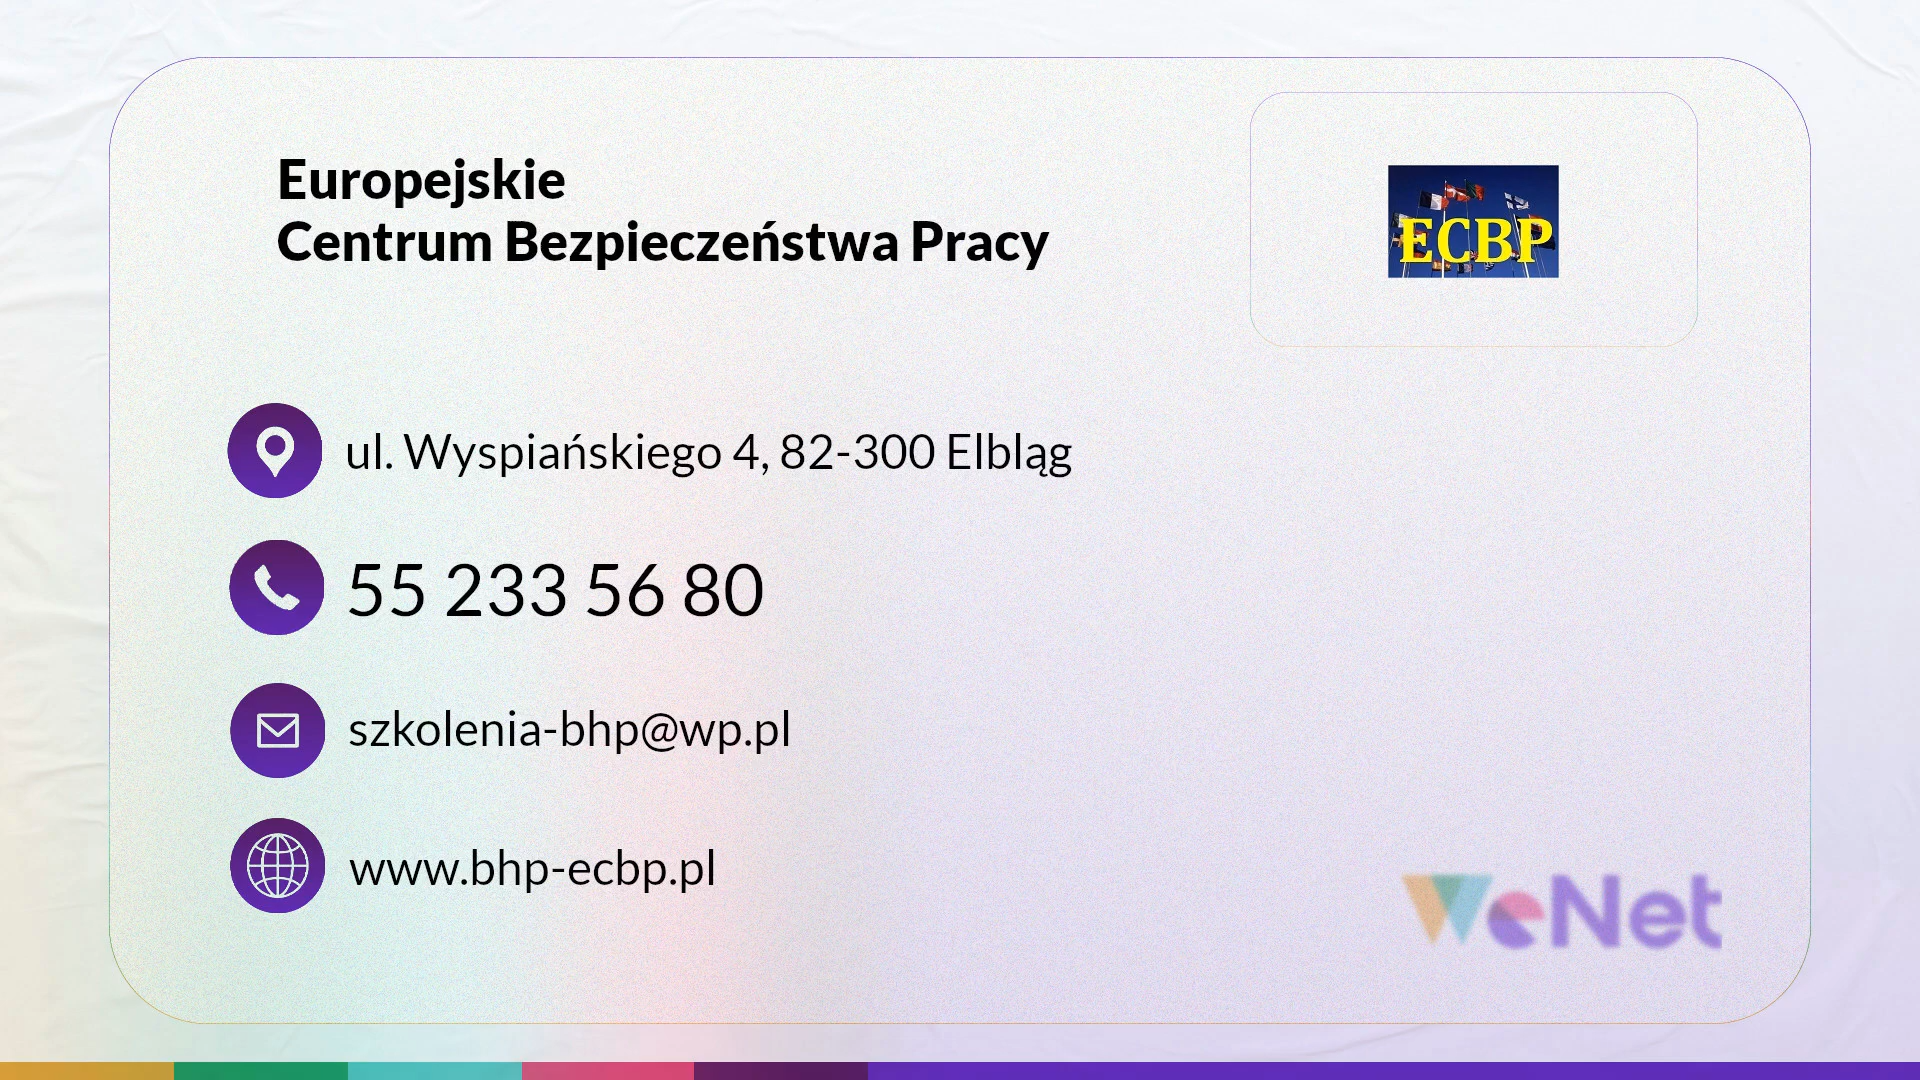 Europejskie
Centrum Bezpieczeństwa Pracy
ECBP
ul. Wyspiańskiego 4, 82-300 Elbląg
55 233 56 80
szkolenia-bhp@wp.pl
www.bhp-ecbp.pl
WeNet